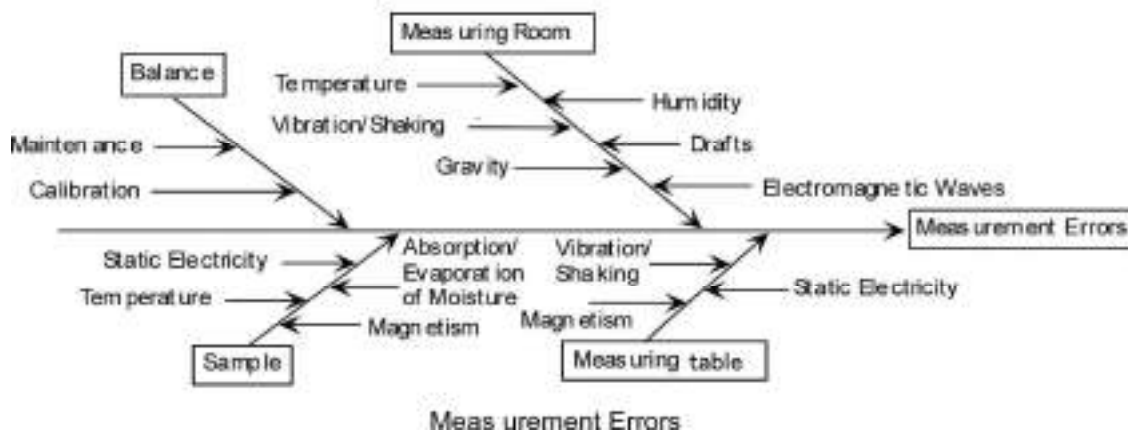 Measuring Room
Balance
Temperature
Humidity
Vibration/Shaking
Maintenance
Drafts
Gravity
Calibration
Electromagnetic Waves
Measurement Errors
Static Electricity
Absorption/
Evaporation
of Moisture
Vibration/
Shaking
Static Electricity
Temperature
Magnetism
Magnetism
Sample
Measuring table
Measurement Errors